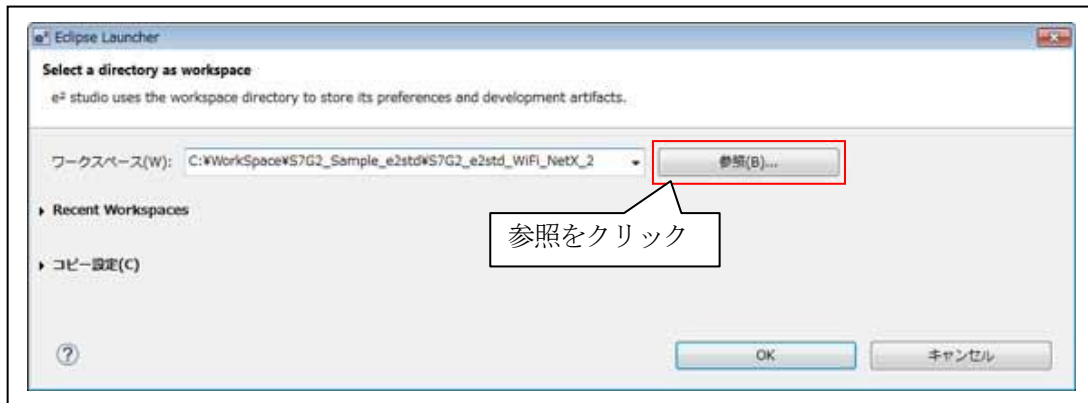 e² Eclipse Launcher
Select a directory as workspace
e² studio uses the workspace directory to store its preferences and development artifacts.
ワークスペース(W): C:¥WorkSpace¥S7G2_Sample_e2std¥S7G2_e2std_WiFi_NetX_2 参照(B)...
Recent Workspaces
参照をクリック
コピー設定(C)
? OK キャンセル